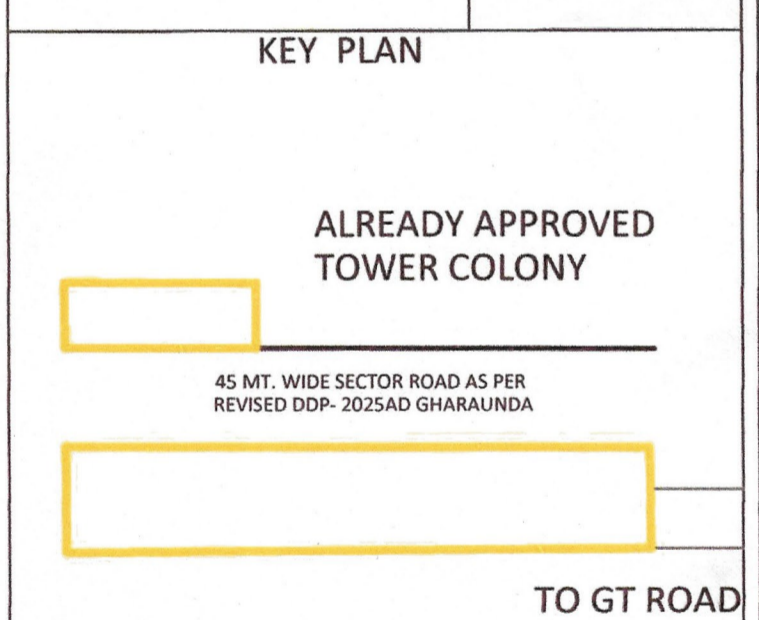 KEY PLAN
ALREADY APPROVED
TOWER COLONY
45 MT. WIDE SECTOR ROAD AS PER
REVISED DDP- 2025AD GHARAUNDA
TO GT ROAD